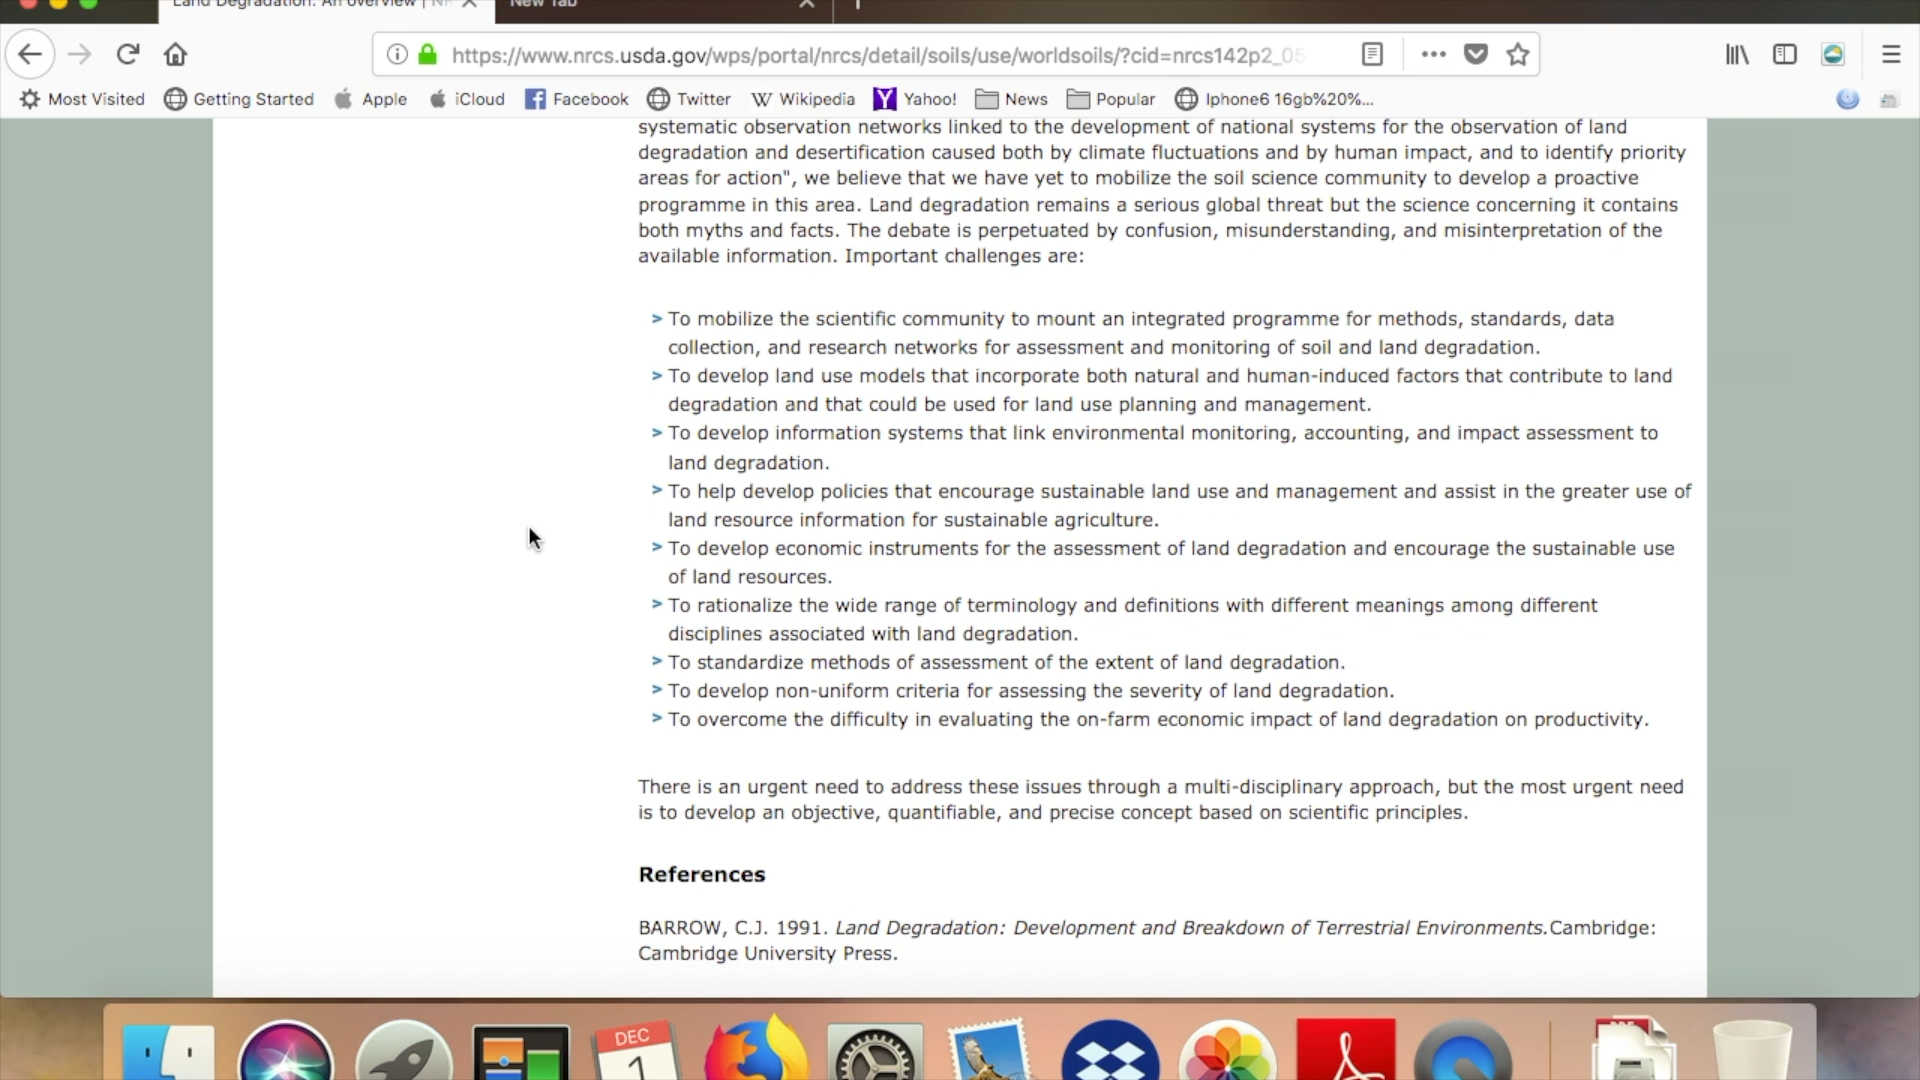 Land Degradation: An overview | NR
New Tab
https://www.nrcs.usda.gov/wps/portal/nrcs/detail/soils/use/worldsoils/?cid=nrcs142p2_05
Most Visited Getting Started Apple iCloud Facebook Twitter Wikipedia Yahoo! News Popular Iphone6 16gb%20%...
systematic observation networks linked to the development of national systems for the observation of land
degradation and desertification caused both by climate fluctuations and by human impact, and to identify priority
areas for action", we believe that we have yet to mobilize the soil science community to develop a proactive
programme in this area. Land degradation remains a serious global threat but the science concerning it contains
both myths and facts. The debate is perpetuated by confusion, misunderstanding, and misinterpretation of the
available information. Important challenges are:
> To mobilize the scientific community to mount an integrated programme for methods, standards, data
collection, and research networks for assessment and monitoring of soil and land degradation.
> To develop land use models that incorporate both natural and human-induced factors that contribute to land
degradation and that could be used for land use planning and management.
> To develop information systems that link environmental monitoring, accounting, and impact assessment to
land degradation.
> To help develop policies that encourage sustainable land use and management and assist in the greater use of
land resource information for sustainable agriculture.
> To develop economic instruments for the assessment of land degradation and encourage the sustainable use
of land resources.
> To rationalize the wide range of terminology and definitions with different meanings among different
disciplines associated with land degradation.
> To standardize methods of assessment of the extent of land degradation.
> To develop non-uniform criteria for assessing the severity of land degradation.
> To overcome the difficulty in evaluating the on-farm economic impact of land degradation on productivity.
There is an urgent need to address these issues through a multi-disciplinary approach, but the most urgent need
is to develop an objective, quantifiable, and precise concept based on scientific principles.
References
BARROW, C.J. 1991. Land Degradation: Development and Breakdown of Terrestrial Environments.Cambridge:
Cambridge University Press.
DEC
1